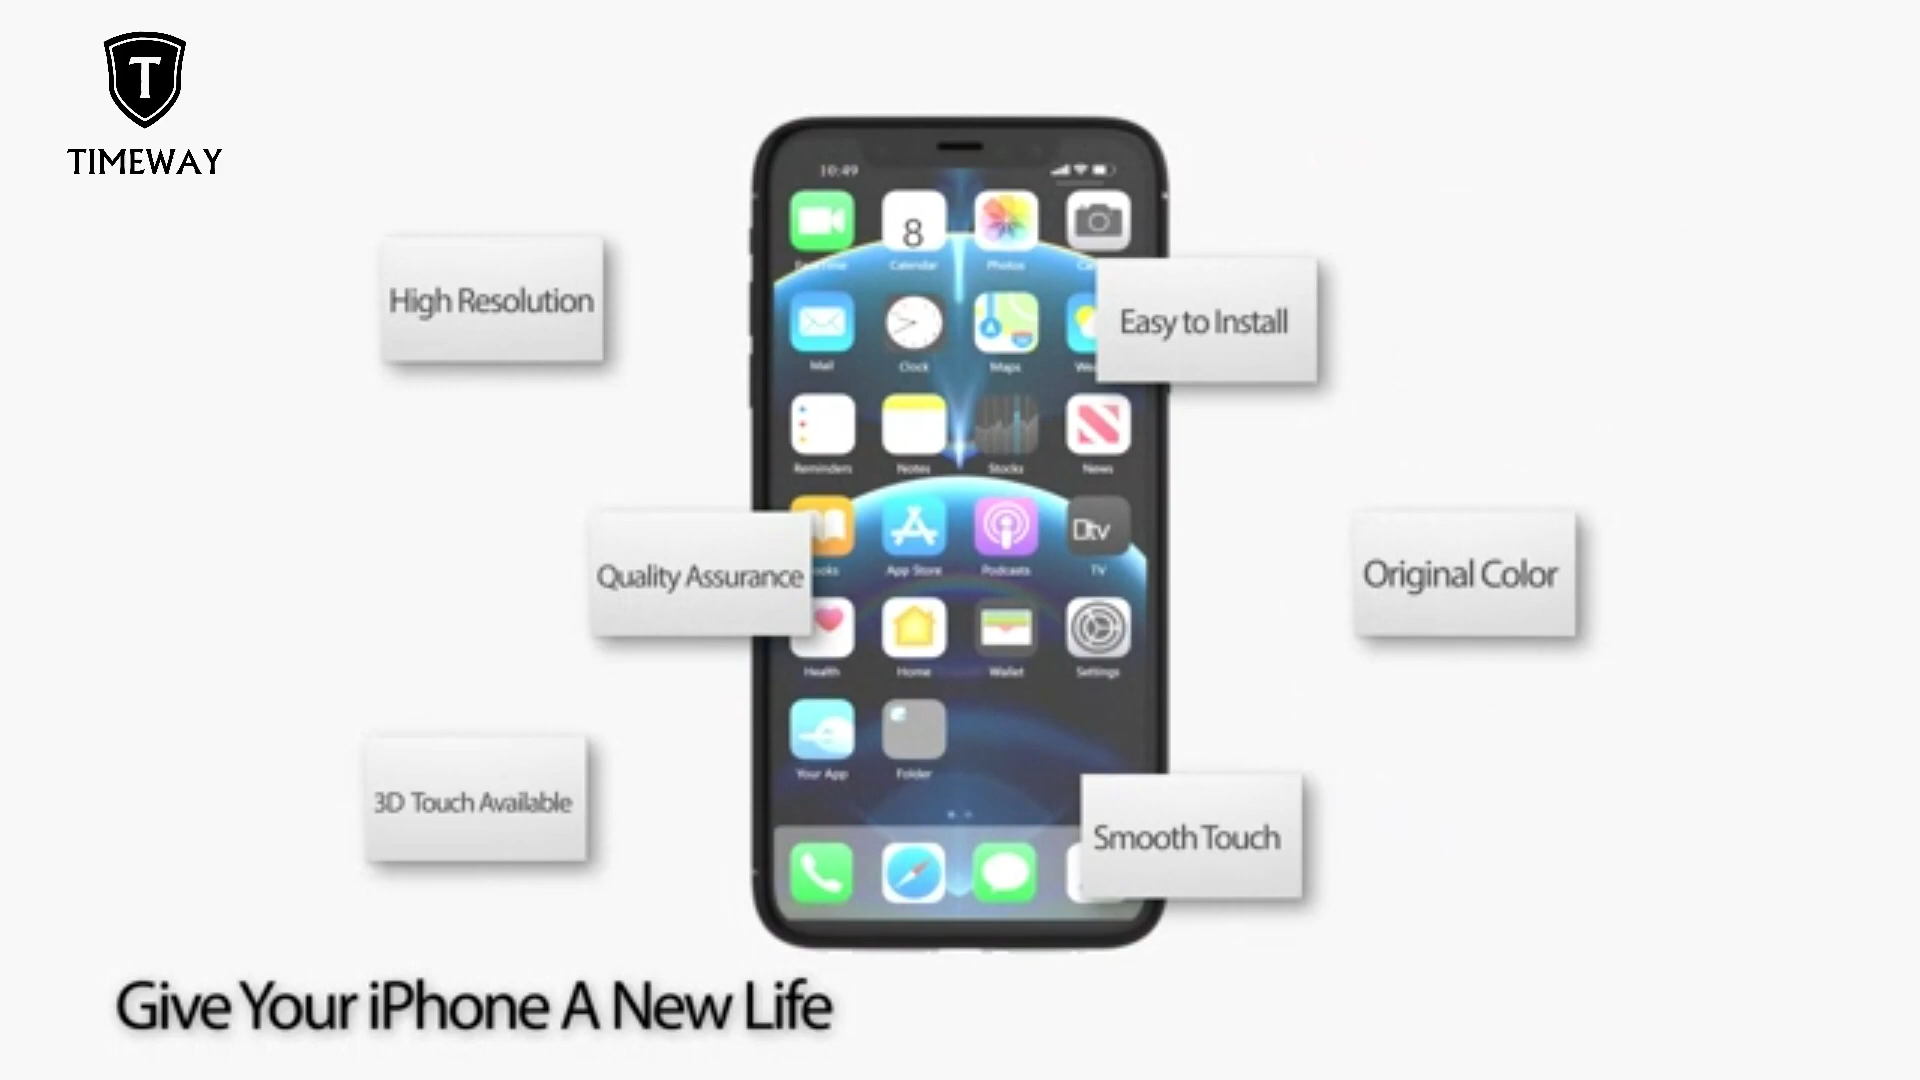 T
TIMEWAY
High Resolution
Easy to Install
Quality Assurance
Original Color
3D Touch Available
Smooth Touch
10:49
8
Calendar
Photos
Mail
Clock
Maps
Reminders
Notes
Stocks
News
tv
App Store
Podcasts
TV
Health
Home
Wallet
Settings
Your App
Folder
Give Your iPhone A New Life